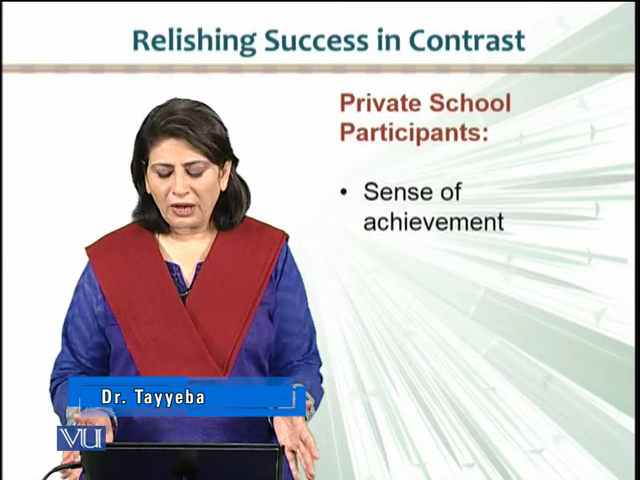 Relishing Success in Contrast
Private School
Participants:
• Sense of
achievement
Dr. Tayyeba
VU